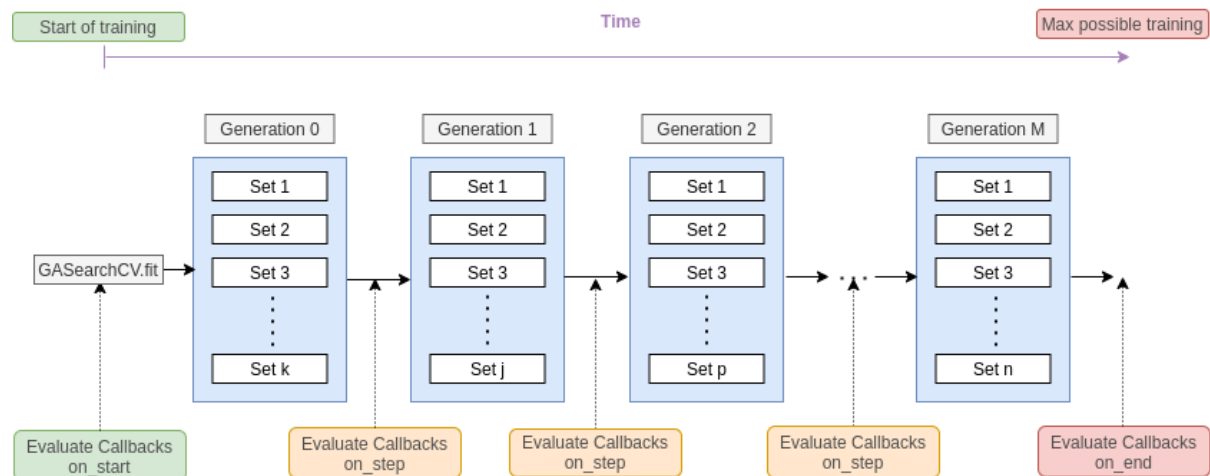 Start of training
Time
Max possible training
Generation 0
Generation 1
Generation 2
Generation M
Set 1
Set 1
Set 1
Set 1
Set 2
Set 2
Set 2
Set 2
GASearchCV.fit
Set 3
Set 3
Set 3
...
Set 3
Set k
Set j
Set p
Set n
Evaluate Callbacks
on_start
Evaluate Callbacks
on_step
Evaluate Callbacks
on_step
Evaluate Callbacks
on_step
Evaluate Callbacks
on_end